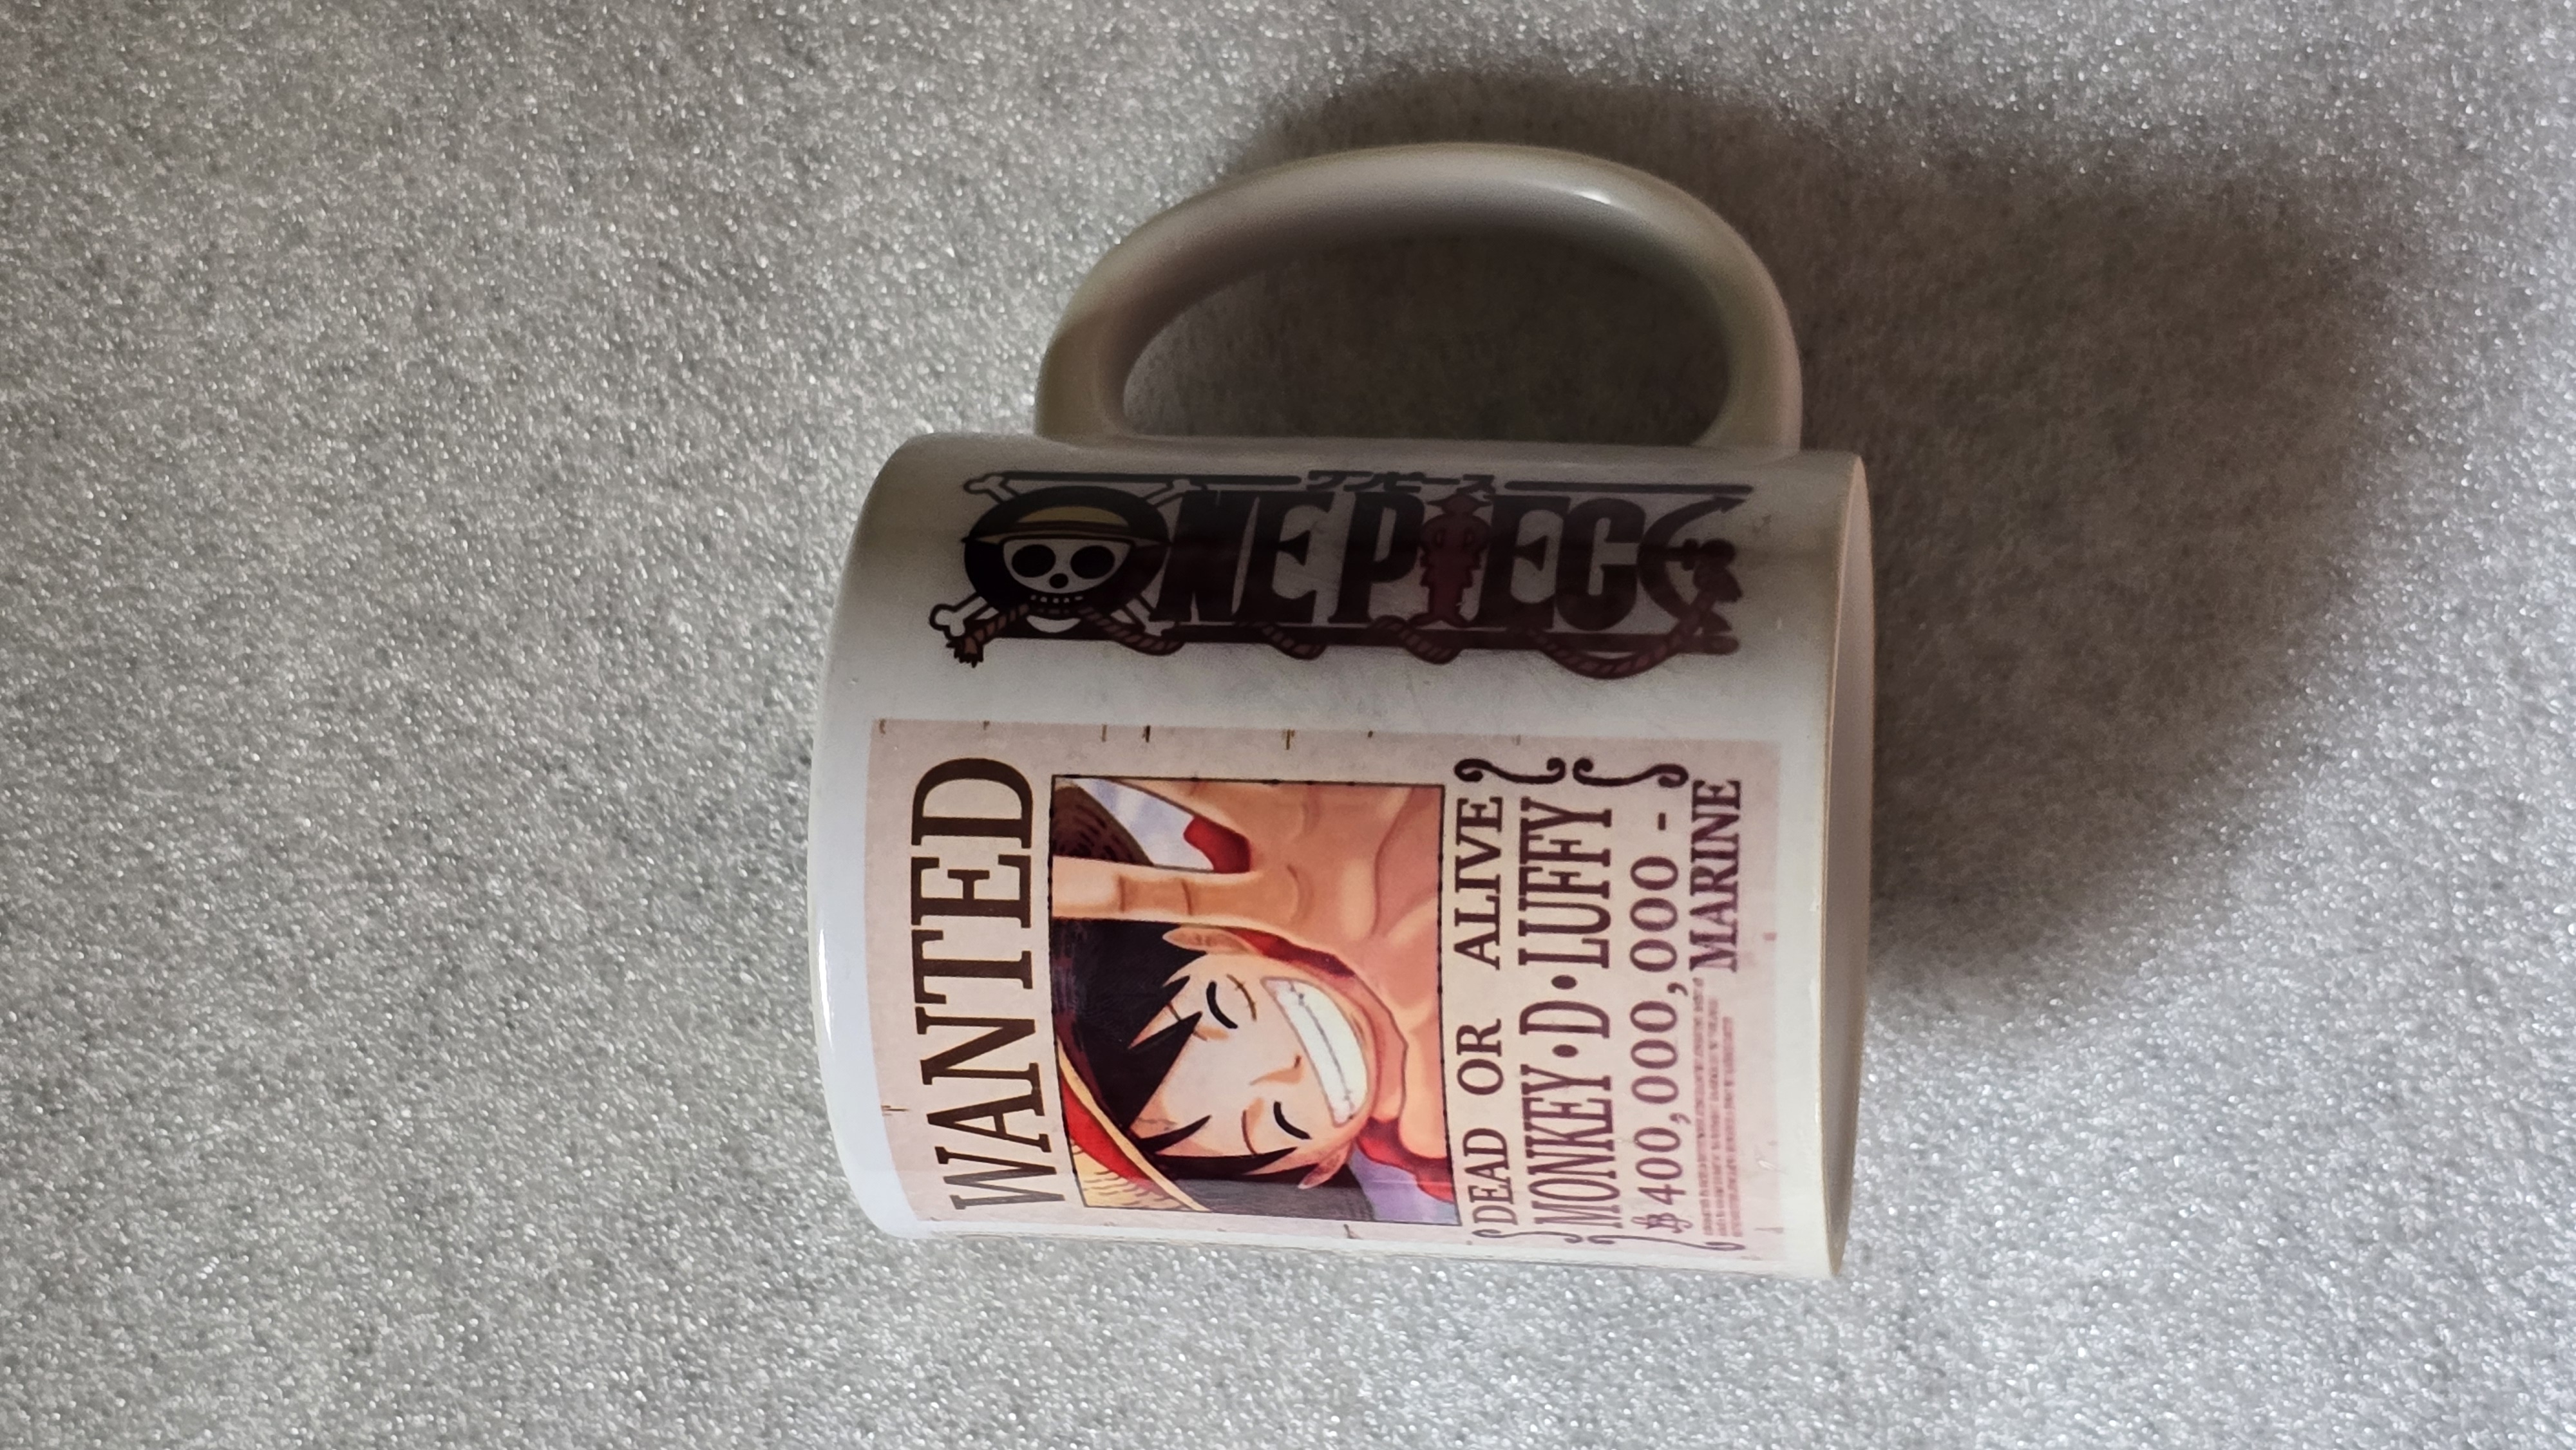 WANTED
DEAD OR ALIVE
MONKEY•D•LUFFY
฿400,000,000 -
MARINE
ONE PIECE